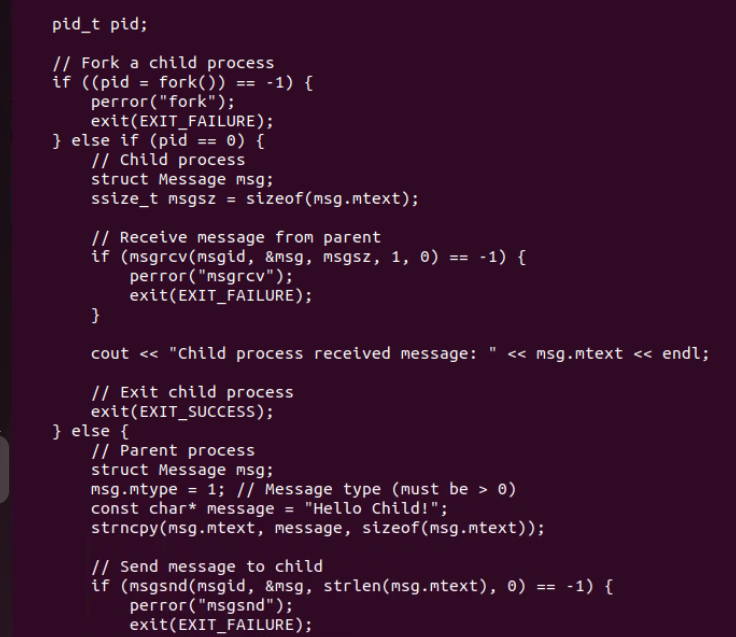 pid_t pid;
// Fork a child process
if ((pid = fork()) == -1) {
perror("fork");
exit(EXIT_FAILURE);
} else if (pid == 0) {
// Child process
struct Message msg;
ssize_t msgsz = sizeof(msg.mtext);
// Receive message from parent
if (msgrcv(msgid, &msg, msgsz, 1, 0) == -1) {
perror("msgrcv");
exit(EXIT_FAILURE);
}
cout << "Child process received message: " << msg.mtext << endl;
// Exit child process
exit(EXIT_SUCCESS);
} else {
// Parent process
struct Message msg;
msg.mtype = 1; // Message type (must be > 0)
const char* message = "Hello Child!";
strncpy(msg.mtext, message, sizeof(msg.mtext));
// Send message to child
if (msgsnd(msgid, &msg, strlen(msg.mtext), 0) == -1) {
perror("msgsnd");
exit(EXIT_FAILURE);